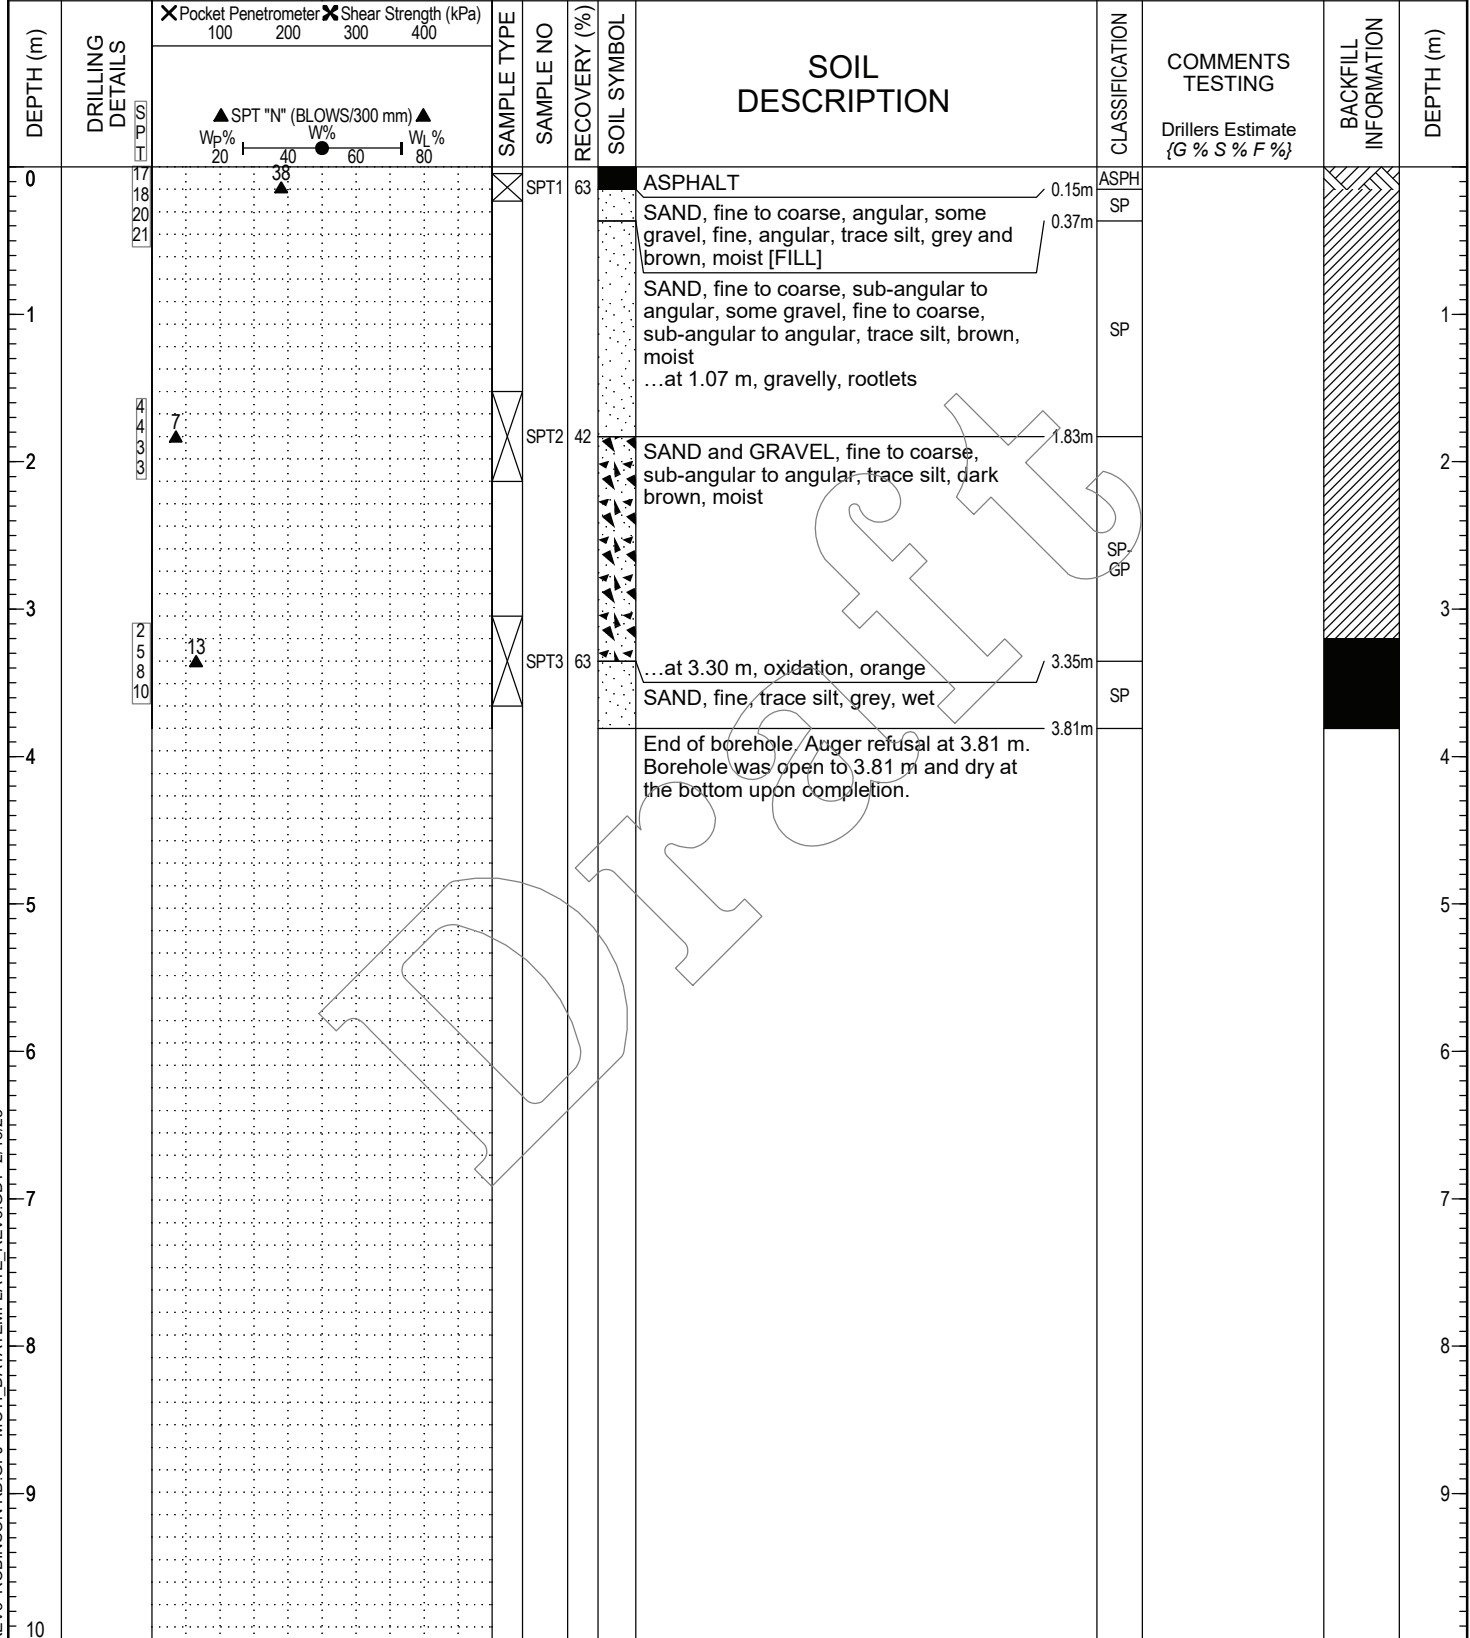 Pocket Penetrometer Shear Strength (kPa)
100 200 300 400
DEPTH (m)
DRILLING DETAILS
SPT
SPT "N" (BLOWS/300 mm)
WP% W% WL%
20 40 60 80
SAMPLE TYPE
SAMPLE NO
RECOVERY (%)
SOIL SYMBOL
SOIL
DESCRIPTION
CLASSIFICATION
COMMENTS
TESTING
Drillers Estimate
{G % S % F %}
BACKFILL
INFORMATION
DEPTH (m)
0
17
18
20
21
38
SPT1 63
ASPHALT
0.15m
ASPH
SAND, fine to coarse, angular, some
gravel, fine, angular, trace silt, grey and
brown, moist [FILL]
0.37m
SP
SAND, fine to coarse, sub-angular to
angular, some gravel, fine to coarse,
sub-angular to angular, trace silt, brown,
moist
...at 1.07 m, gravelly, rootlets
SP
1
1
4
4
3
3
7
SPT2 42
1.83m
SAND and GRAVEL, fine to coarse,
sub-angular to angular, trace silt, dark
brown, moist
SP-
GP
2
2
3
3
2
5
8
10
13
SPT3 63
...at 3.30 m, oxidation, orange
3.35m
SAND, fine, trace silt, grey, wet
SP
3.81m
End of borehole. Auger refusal at 3.81 m.
Borehole was open to 3.81 m and dry at
the bottom upon completion.
4
4
5
5
6
6
7
7
8
8
9
9
10
Draft